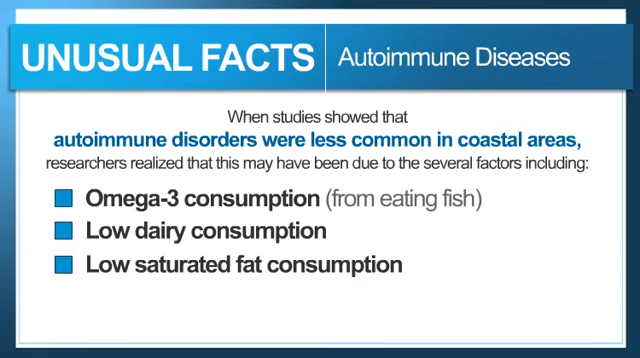 UNUSUAL FACTS Autoimmune Diseases
When studies showed that
autoimmune disorders were less common in coastal areas,
researchers realized that this may have been due to the several factors including:
Omega-3 consumption (from eating fish)
Low dairy consumption
Low saturated fat consumption